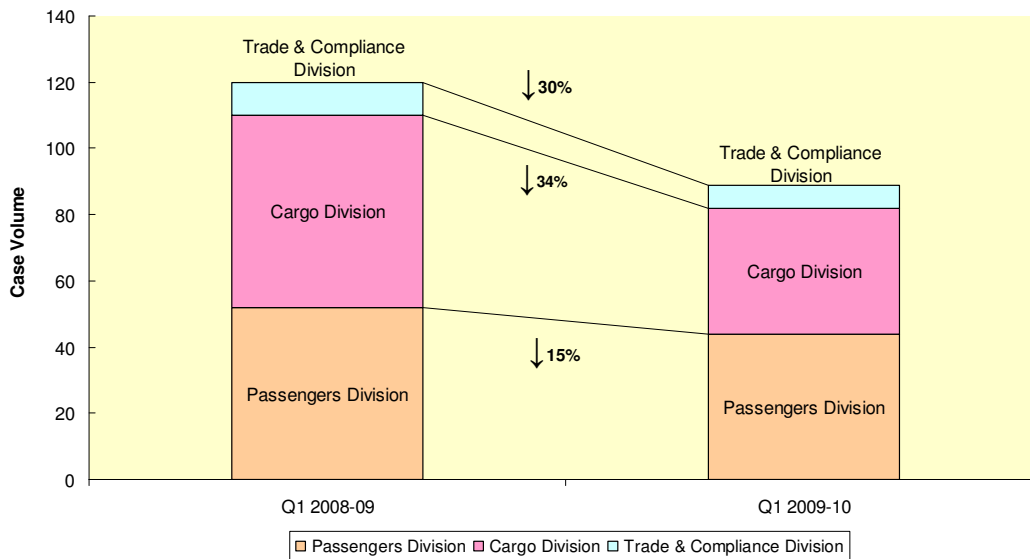 140
120
100
80
60
40
20
0
Case Volume
Trade & Compliance
Division
Cargo Division
Passengers Division
↓30%
↓34%
↓15%
Trade & Compliance
Division
Cargo Division
Passengers Division
Q1 2008-09
Q1 2009-10
Passengers Division Cargo Division Trade & Compliance Division